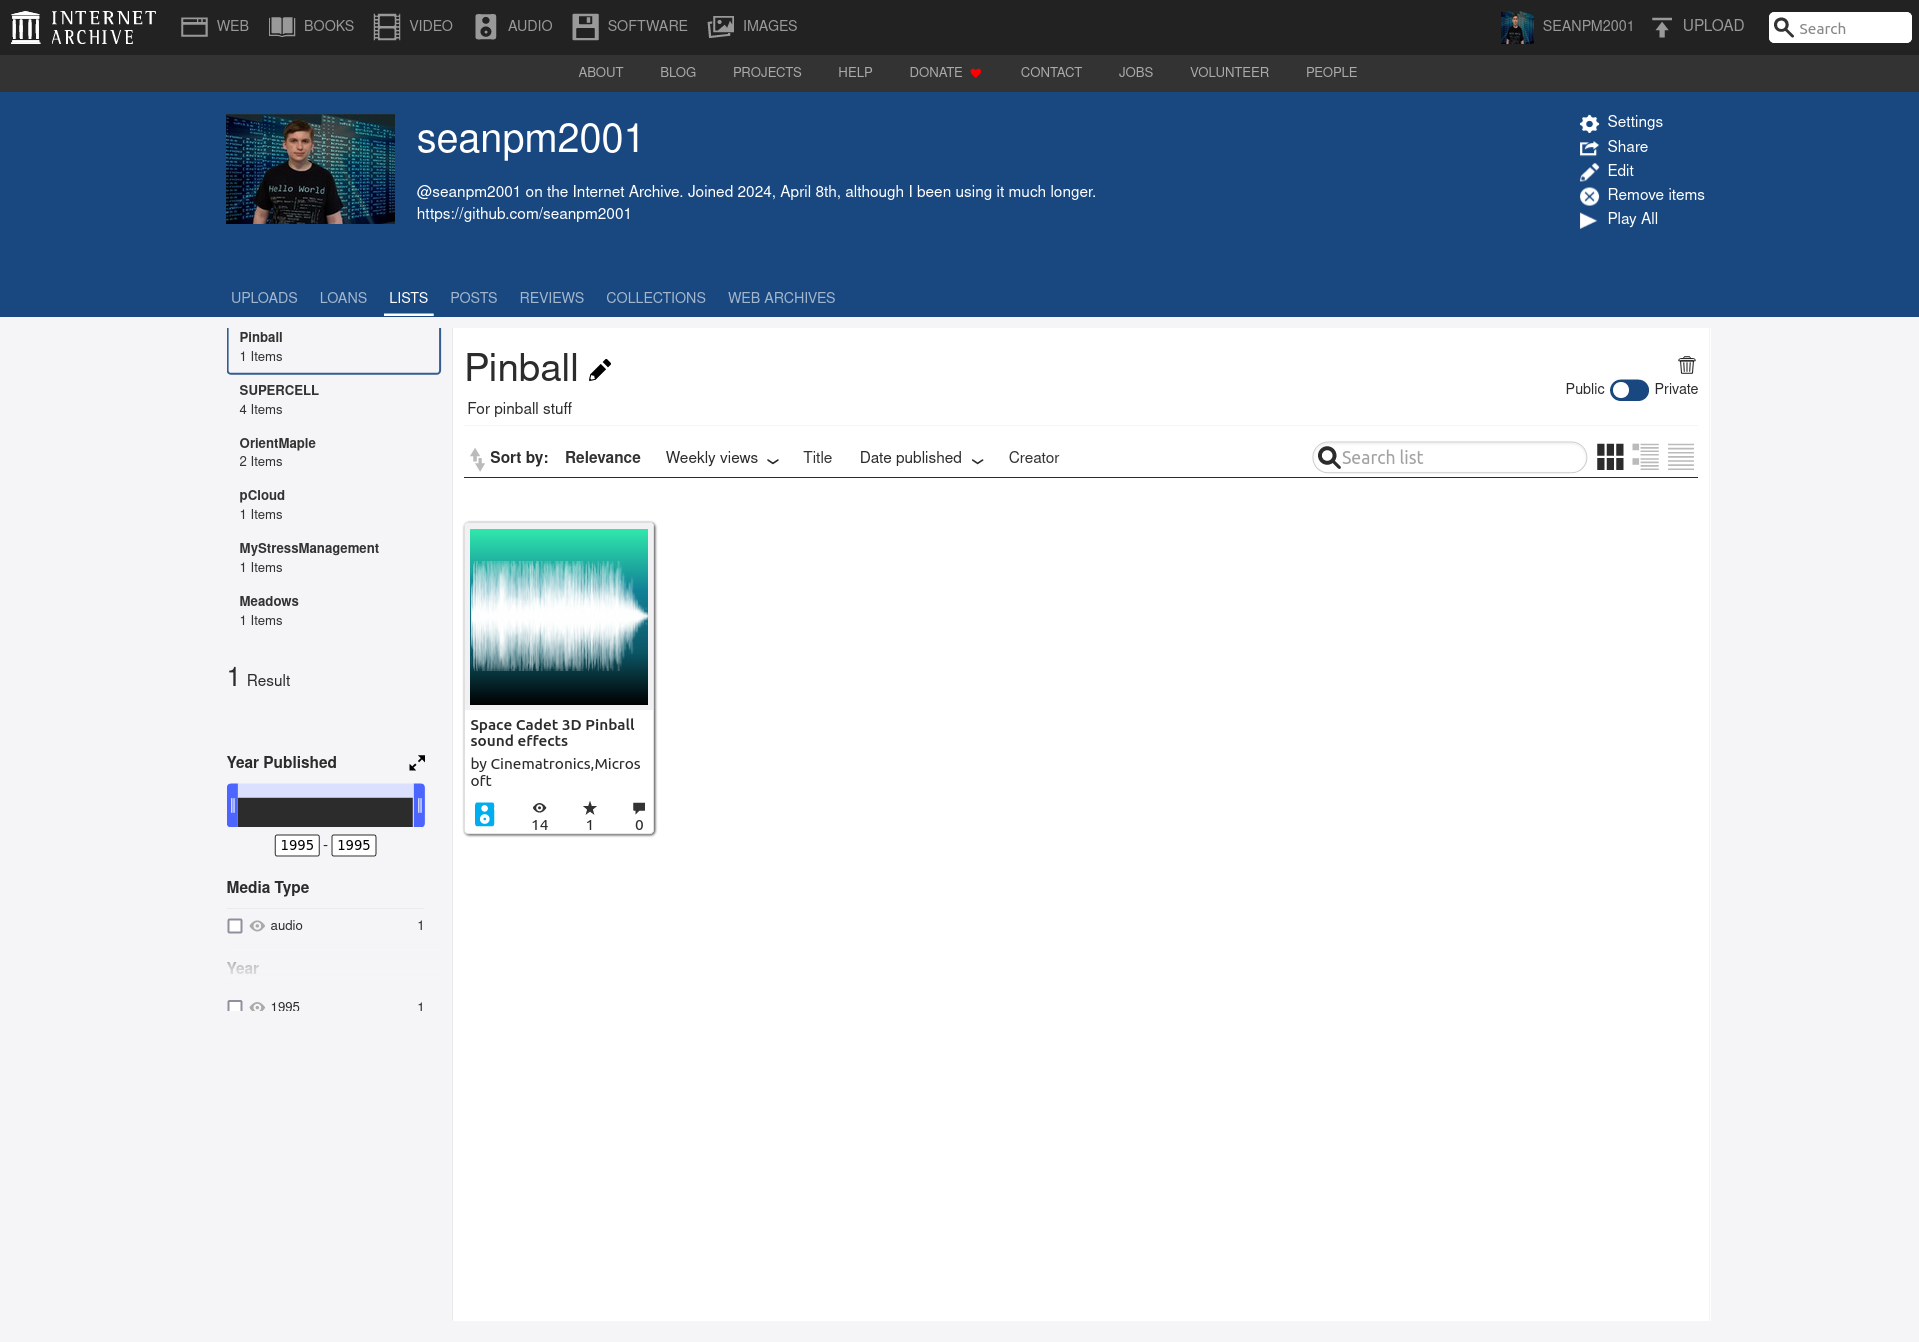 INTERNET ARCHIVE
WEB
BOOKS
VIDEO
AUDIO
SOFTWARE
IMAGES
SEANPM2001
UPLOAD
Search
ABOUT
BLOG
PROJECTS
HELP
DONATE
CONTACT
JOBS
VOLUNTEER
PEOPLE
Hello World
seanpm2001
@seanpm2001 on the Internet Archive. Joined 2024, April 8th, although I been using it much longer.
https://github.com/seanpm2001
Settings
Share
Edit
Remove items
Play All
UPLOADS
LOANS
LISTS
POSTS
REVIEWS
COLLECTIONS
WEB ARCHIVES
Pinball
1 Items
SUPERCELL
4 Items
OrientMaple
2 Items
pCloud
1 Items
MyStressManagement
1 Items
Meadows
1 Items
1 Result
Year Published
1995 - 1995
Media Type
audio 1
Year
1995 1
Pinball
For pinball stuff
Public Private
Sort by: Relevance Weekly views Title Date published Creator
Search list
Space Cadet 3D Pinball
sound effects
by Cinematronics,Micros
oft
14 1 0